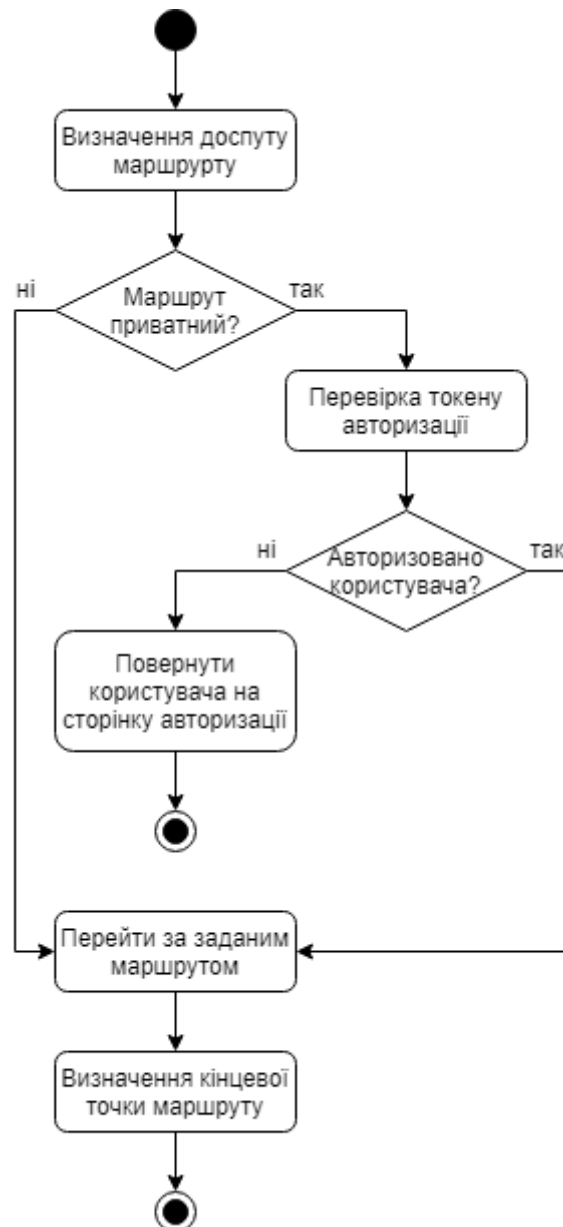 Визначення доспуту
маршрурту
ні
Маршрут
приватний?
так
Перевірка токену
авторизації
ні
Авторизовано
користувача?
так
Повернути
користувача на
сторінку авторизації
Перейти за заданим
маршрутом
Визначення кінцевої
точки маршруту